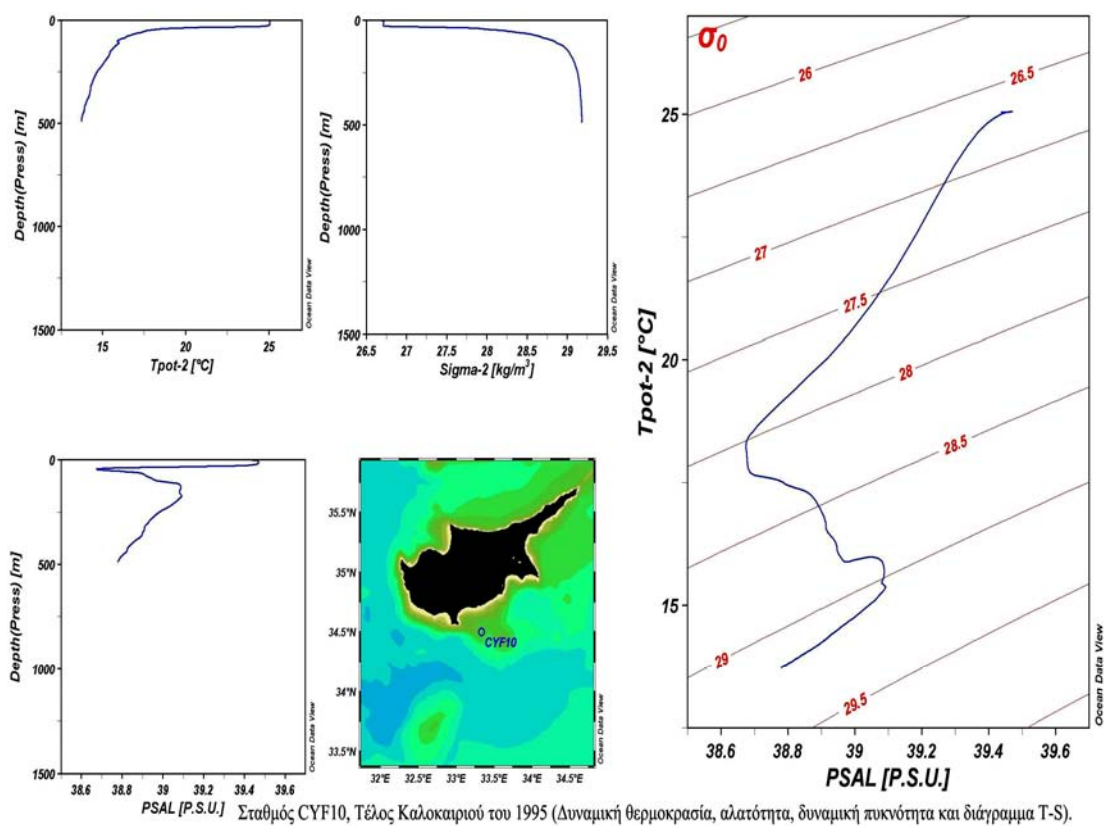 0
500
1000
1500
15
20
25
Depth(Press) [m]
Tpot-2 [°C]
Ocean Data View
0
500
1000
1500
26.5
27
27.5
28
28.5
29
29.5
Depth(Press) [m]
Sigma-2 [kg/m³]
Ocean Data View
σ0
26
26.5
27
27.5
28
28.5
29
29.5
25
20
15
38.6
38.8
39
39.2
39.4
39.6
Tpot-2 [°C]
PSAL [P.S.U.]
Ocean Data View
0
500
1000
1500
38.5
38.9
39.1
39.3
39.5
Depth(Press) [m]
PSAL [P.S.U.]
Ocean Data View
35.5°N
35°N
34.5°N
34°N
33.5°N
32°E
32.5°E
33°E
33.5°E
34°E
34.5°E
CYF10
Ocean Data View
Σταθμός CYF10, Τέλος Καλοκαιριού του 1995 (Δυναμική θερμοκρασία, αλατότητα, δυναμική πυκνότητα και διάγραμμα T-S).